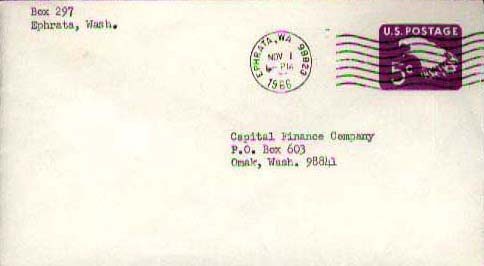 Box 297
Ephrata, Wash.
EPHRATA, WA 98823
NOV 1
PM
1966
U.S. POSTAGE
5c
Capital Finance Company
P.O. Box 603
Omak, Wash. 98841